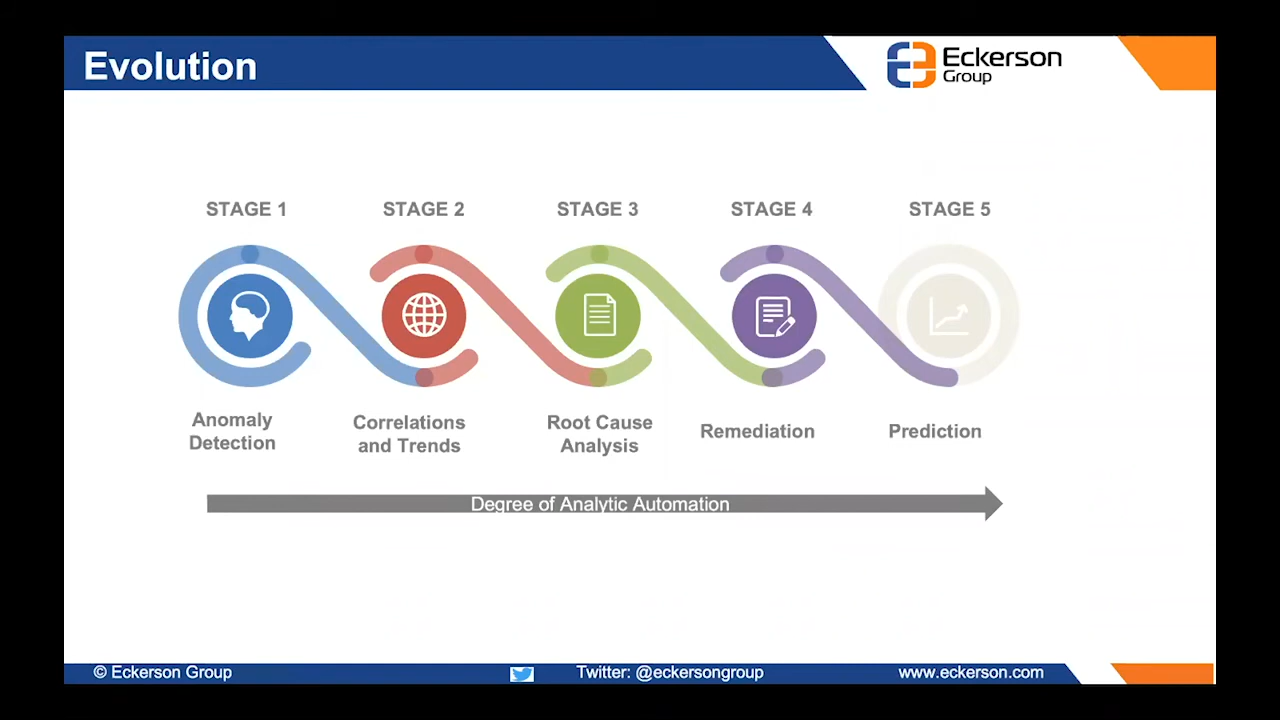 Evolution
Eckerson
Group
STAGE 1
STAGE 2
STAGE 3
STAGE 4
STAGE 5
Anomaly
Detection
Correlations
and Trends
Root Cause
Analysis
Remediation
Prediction
Degree of Analytic Automation
© Eckerson Group
Twitter: @eckersongroup
www.eckerson.com